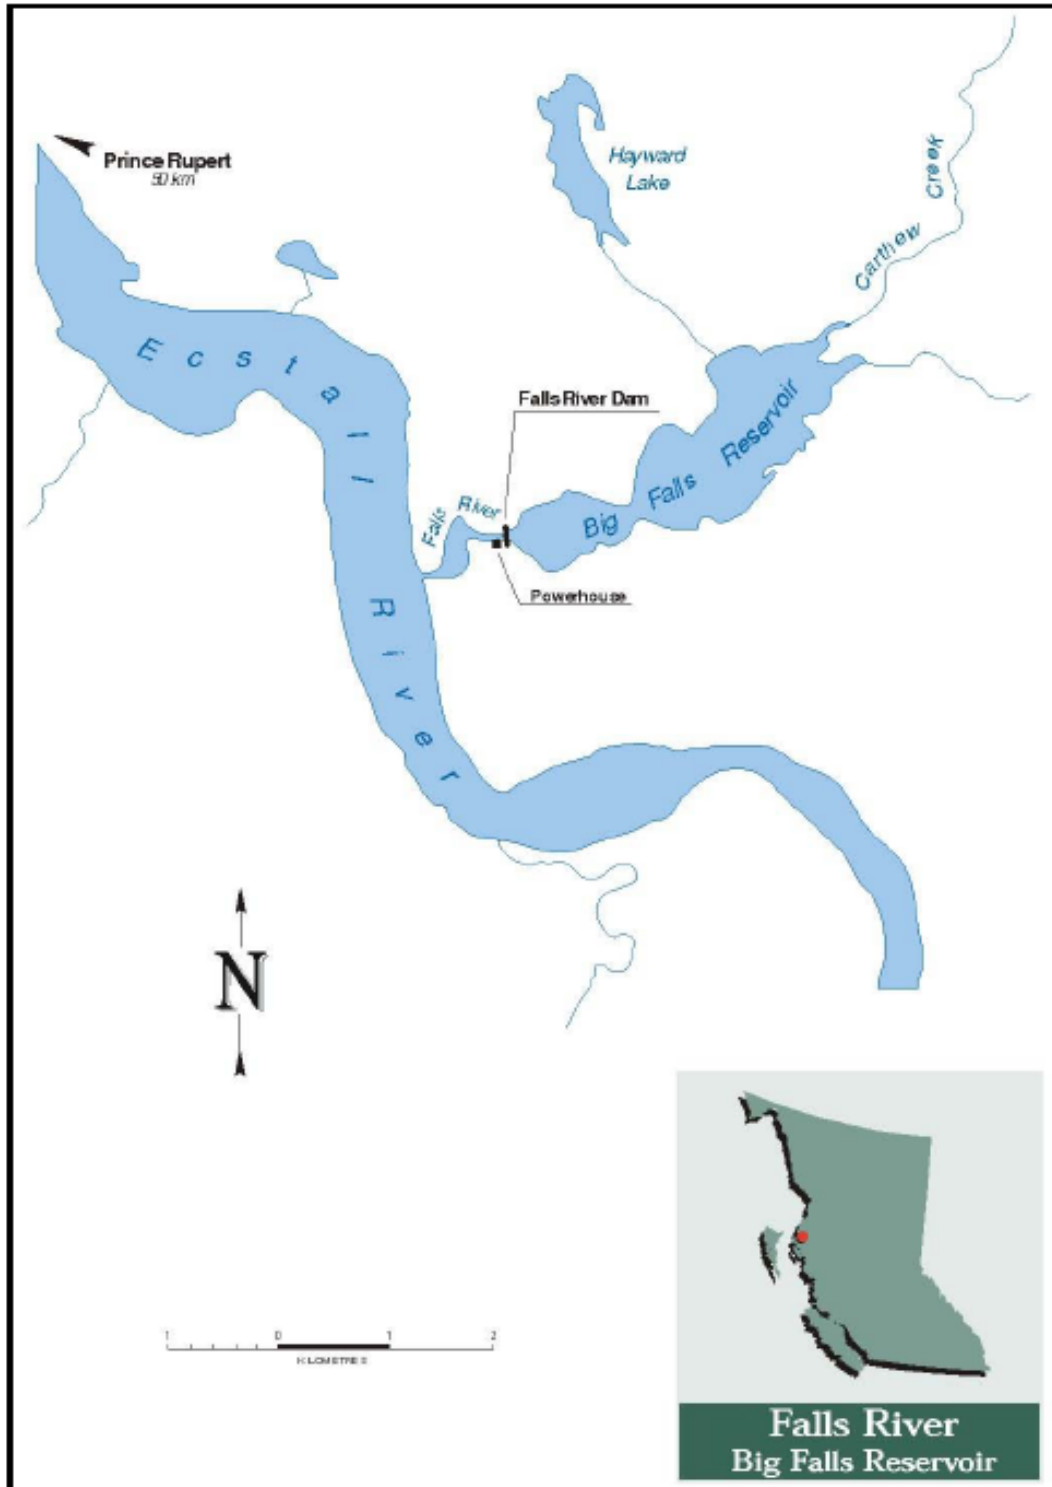 Prince Rupert
50 km
Hayward
Lake
Carthew Creek
Ecstall River
Falls River Dam
Big Falls Reservoir
Falls River
Powerhouse
N
1 0 1 2
KILOMETRES
Falls River
Big Falls Reservoir